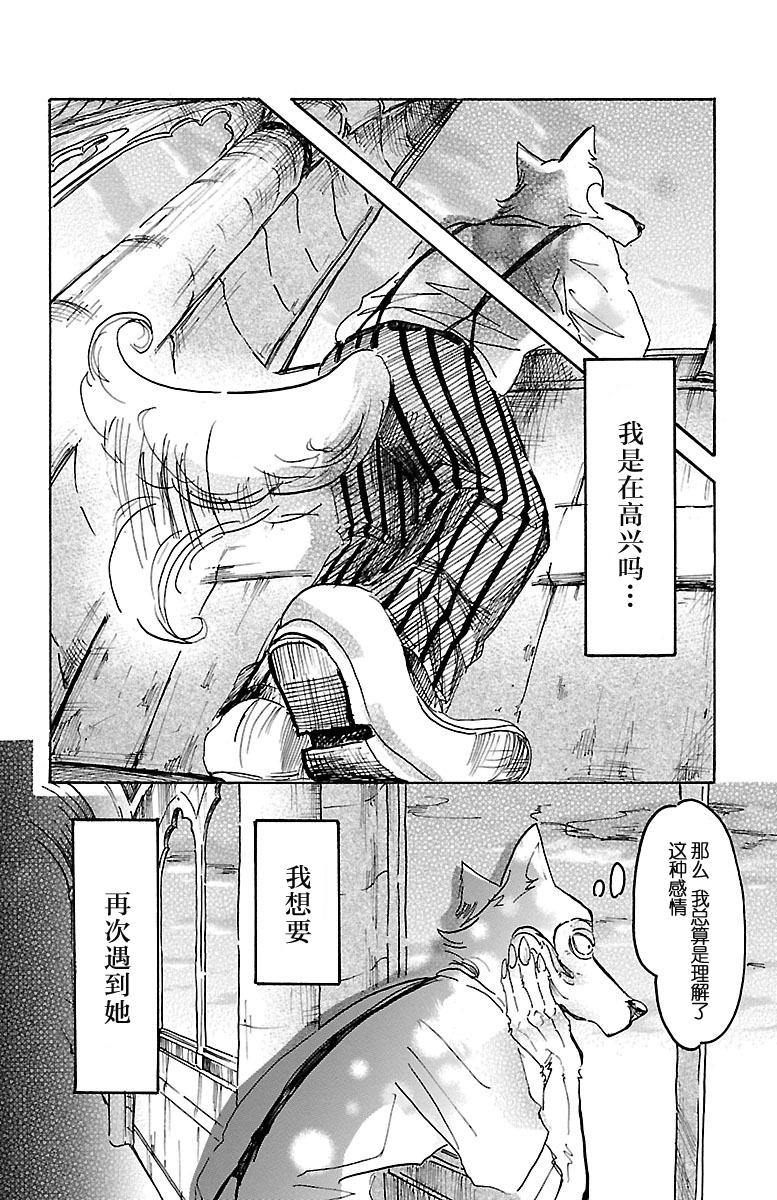 我是在高兴吗…
那么 我总算是理解了
这种感情
我想要
再次遇到她